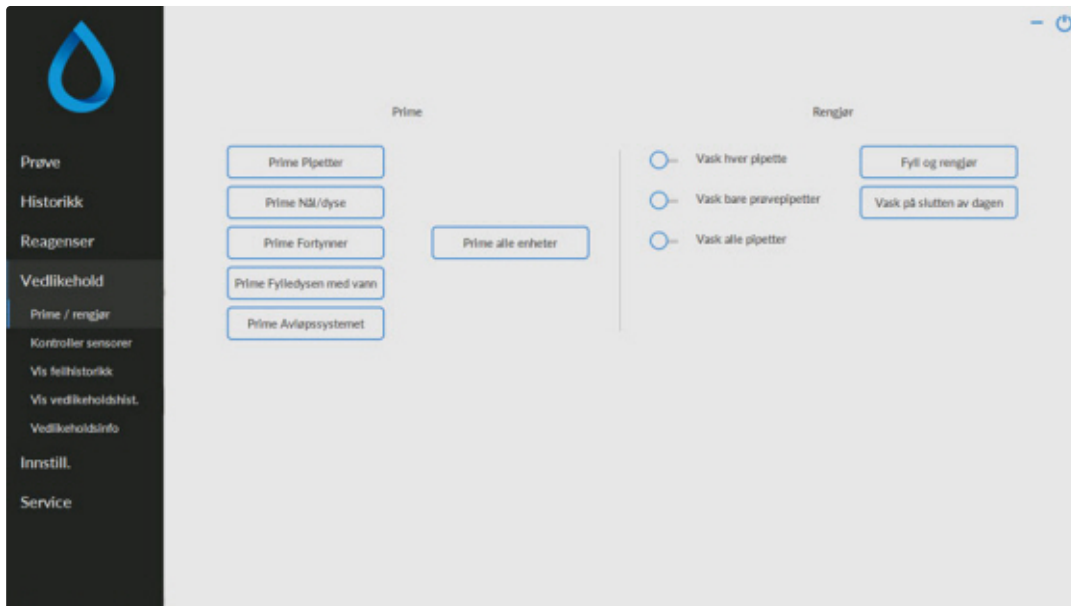 Prøve
Historikk
Reagenser
Vedlikehold
Prime / rengjør
Kontroller sensorer
Vis feilhistorikk
Vis vedlikeholdshist.
Vedlikeholdsinfo
Innstill.
Service
Prime
Prime Pipetter
Prime Nål/dyse
Prime Fortynner
Prime Fylledysen med vann
Prime Avløpssystemet
Prime alle enheter
Rengjør
Vask hver pipette
Vask bare prøvepipetter
Vask alle pipetter
Fyll og rengjør
Vask på slutten av dagen